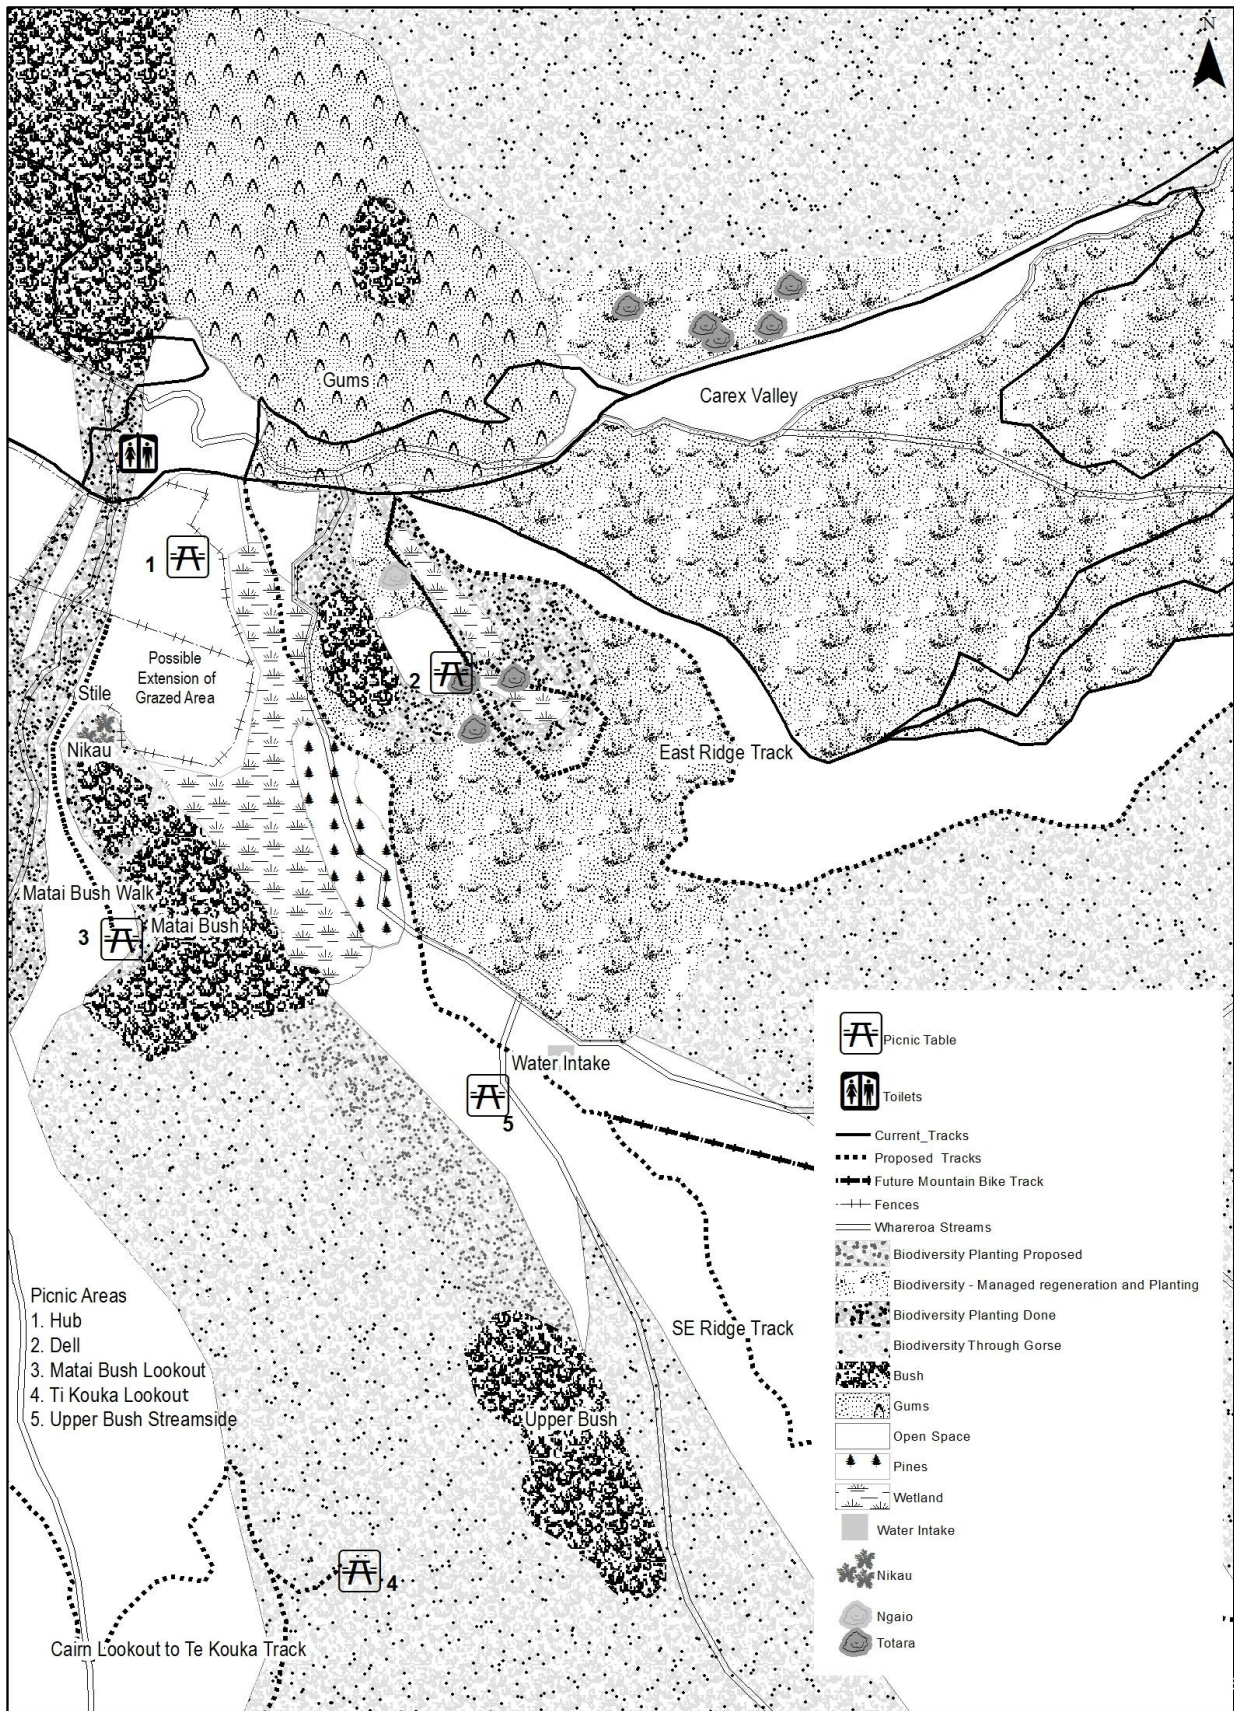 N
Gums
Carex Valley
1
Possible
Extension of
Grazed Area
2
Stile
Nikau
East Ridge Track
Matai Bush Walk
3
Matai Bush
Water Intake
5
Picnic Areas
1. Hub
2. Dell
3. Matai Bush Lookout
4. Ti Kouka Lookout
5. Upper Bush Streamside
SE Ridge Track
Upper Bush
4
Cairn Lookout to Te Kouka Track
Picnic Table
Toilets
Current_Tracks
Proposed Tracks
Future Mountain Bike Track
Fences
Whareroa Streams
Biodiversity Planting Proposed
Biodiversity - Managed regeneration and Planting
Biodiversity Planting Done
Biodiversity Through Gorse
Bush
Gums
Open Space
Pines
Wetland
Water Intake
Nikau
Ngaio
Totara